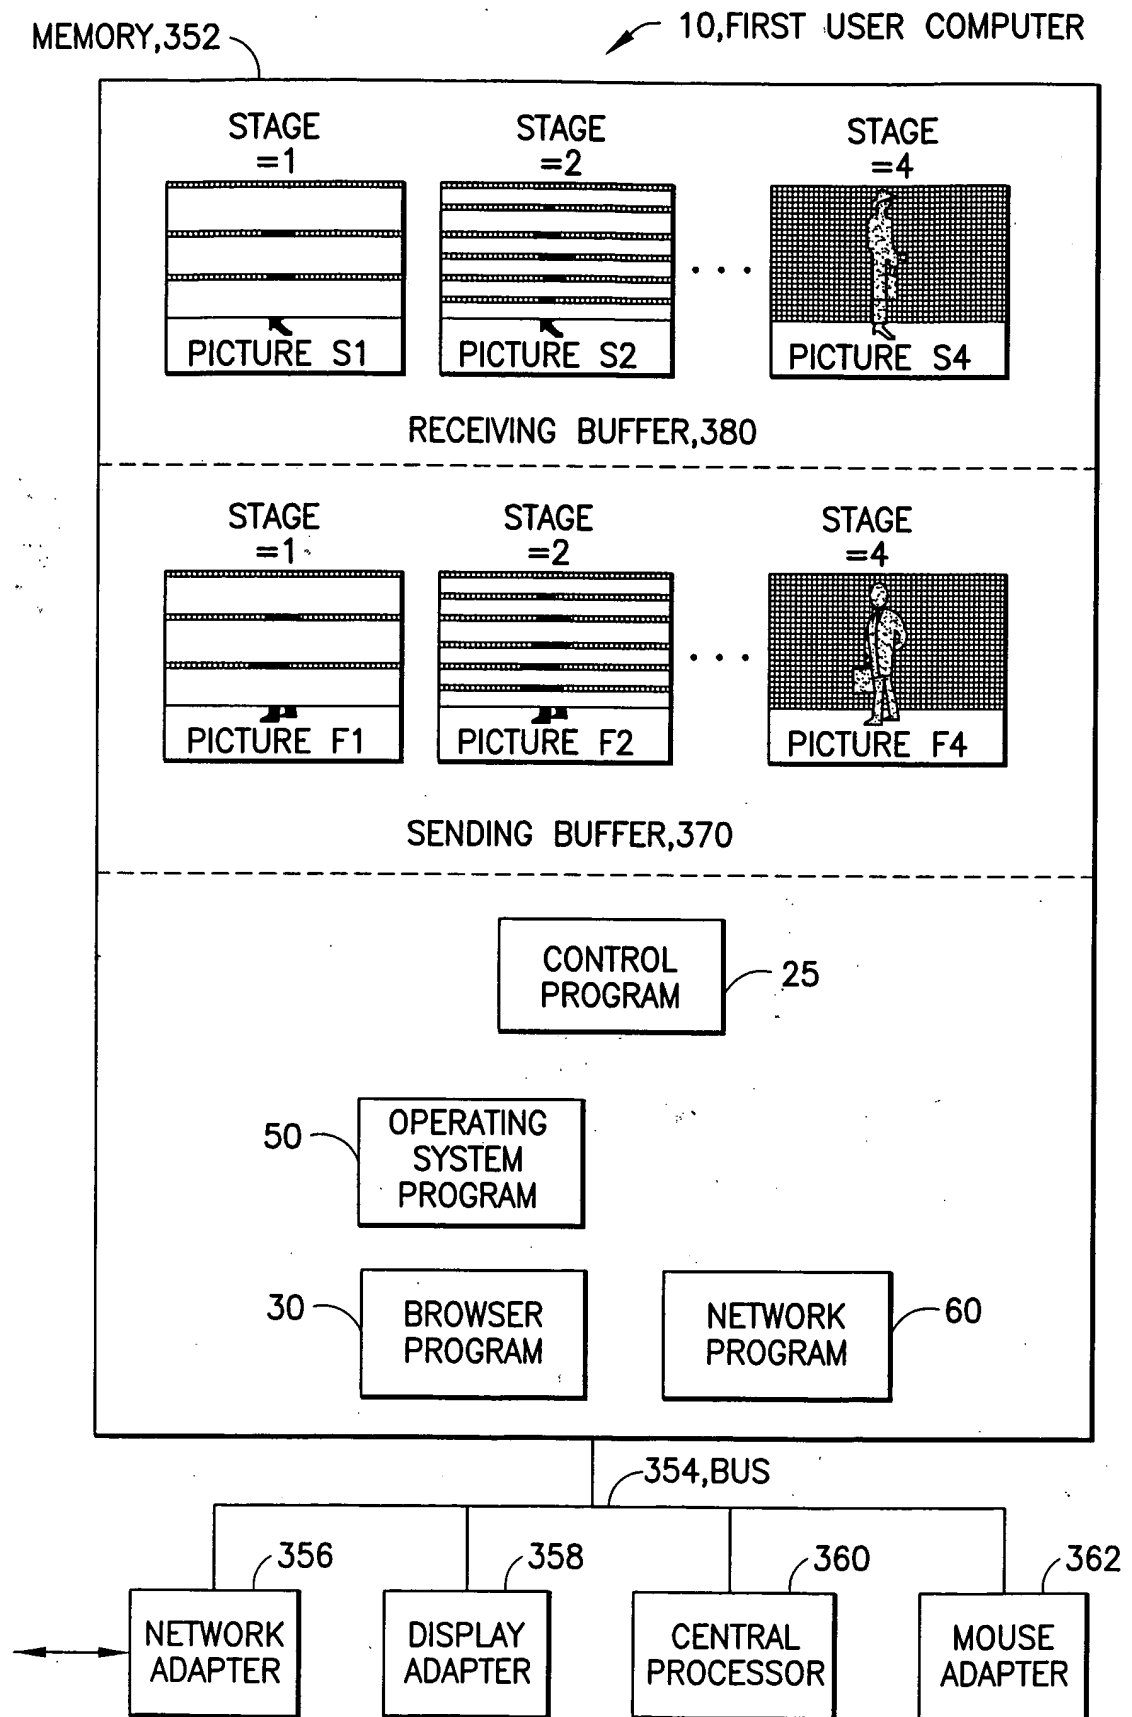 10,FIRST USER COMPUTER
MEMORY,352
STAGE
=1
STAGE
=2
STAGE
=4
PICTURE S1
PICTURE S2
PICTURE S4
RECEIVING BUFFER,380
STAGE
=1
STAGE
=2
STAGE
=4
PICTURE F1
PICTURE F2
PICTURE F4
SENDING BUFFER,370
CONTROL
PROGRAM
25
OPERATING
SYSTEM
PROGRAM
50
30
BROWSER
PROGRAM
NETWORK
PROGRAM
60
354,BUS
356
358
360
362
NETWORK
ADAPTER
DISPLAY
ADAPTER
CENTRAL
PROCESSOR
MOUSE
ADAPTER